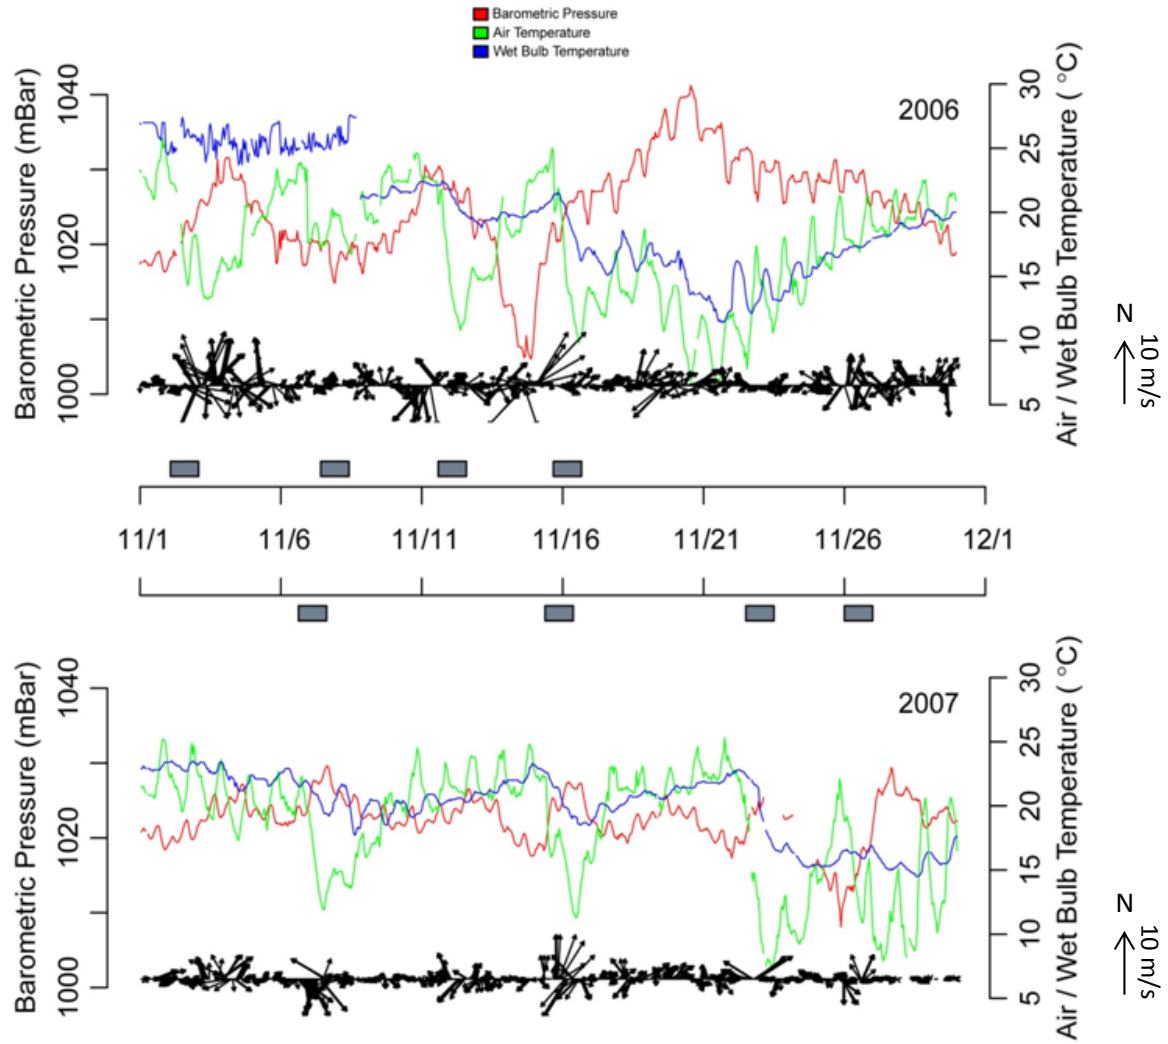 Barometric Pressure
Air Temperature
Wet Bulb Temperature
2006
Barometric Pressure (mBar)
1040
1020
1000
30
25
20
15
10
5
Air / Wet Bulb Temperature ( °C)
N
10 m/s
11/1
11/6
11/11
11/16
11/21
11/26
12/1
2007
Barometric Pressure (mBar)
1040
1020
1000
30
25
20
15
10
5
Air / Wet Bulb Temperature ( °C)
N
10 m/s